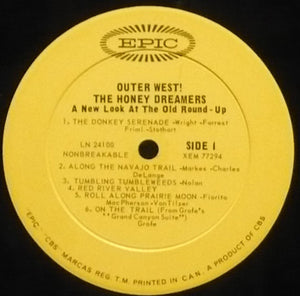 EPIC
OUTER WEST!
THE HONEY DREAMERS
A New Look At The Old Round-Up
1. THE DONKEY SERENADE -Wright -Forrest
Friml -Stothart
LN 24100 SIDE 1
NONBREAKABLE XEM 77294
2. ALONG THE NAVAJO TRAIL -Markes -Charles
DeLange
3. TUMBLING TUMBLEWEEDS -Nolan
4. RED RIVER VALLEY
5. ROLL ALONG PRAIRIE MOON -Fiorito
MacPherson -VonTilzer
6. ON THE TRAIL (From Grofe's
"Grand Canyon Suite")
Grofe
"EPIC" "CBS" MARCAS REG. T.M. PRINTED IN CAN. A PRODUCT OF CBS